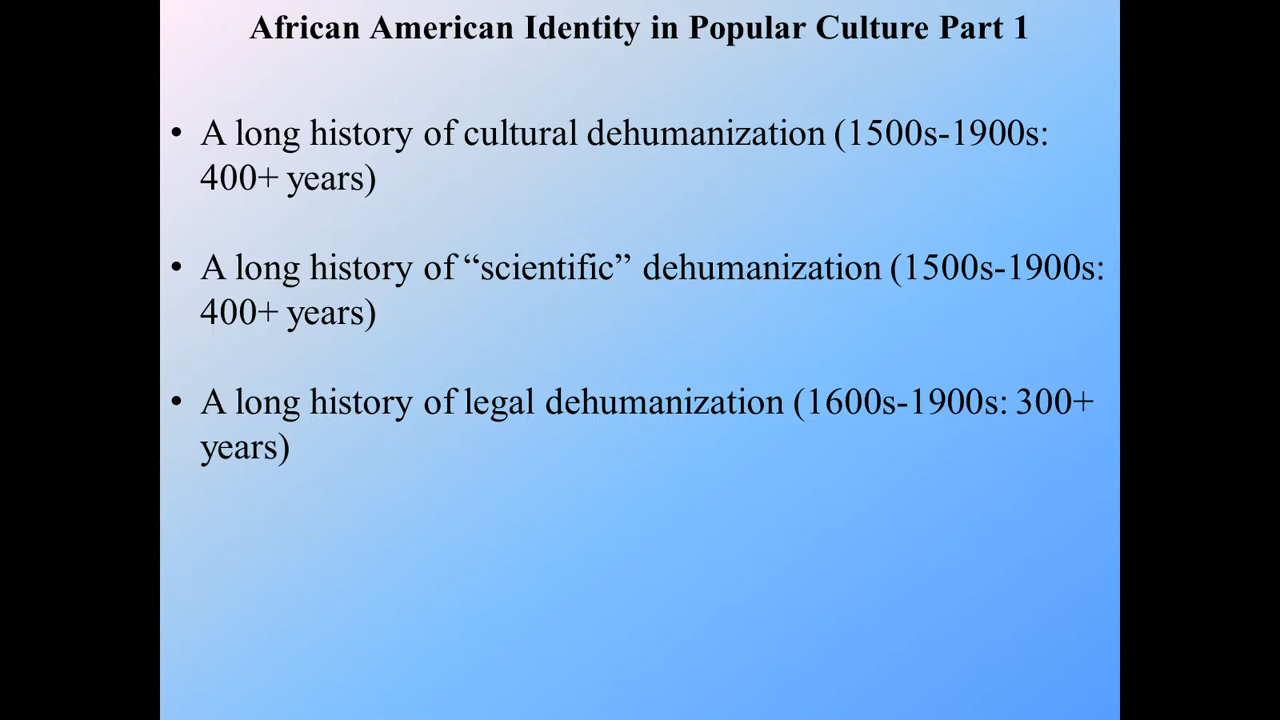 African American Identity in Popular Culture Part 1
• A long history of cultural dehumanization (1500s-1900s:
400+ years)
• A long history of “scientific” dehumanization (1500s-1900s:
400+ years)
• A long history of legal dehumanization (1600s-1900s: 300+
years)